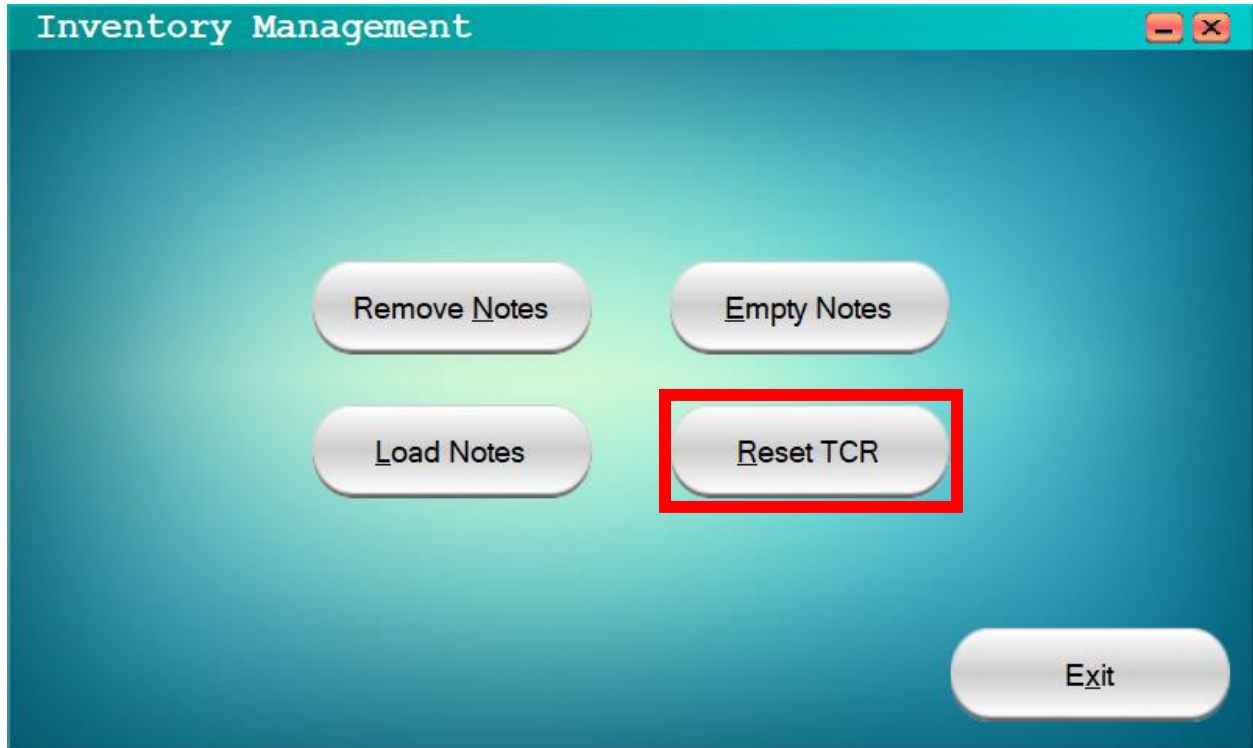 Inventory Management
Remove Notes
Empty Notes
Load Notes
Reset TCR
Exit